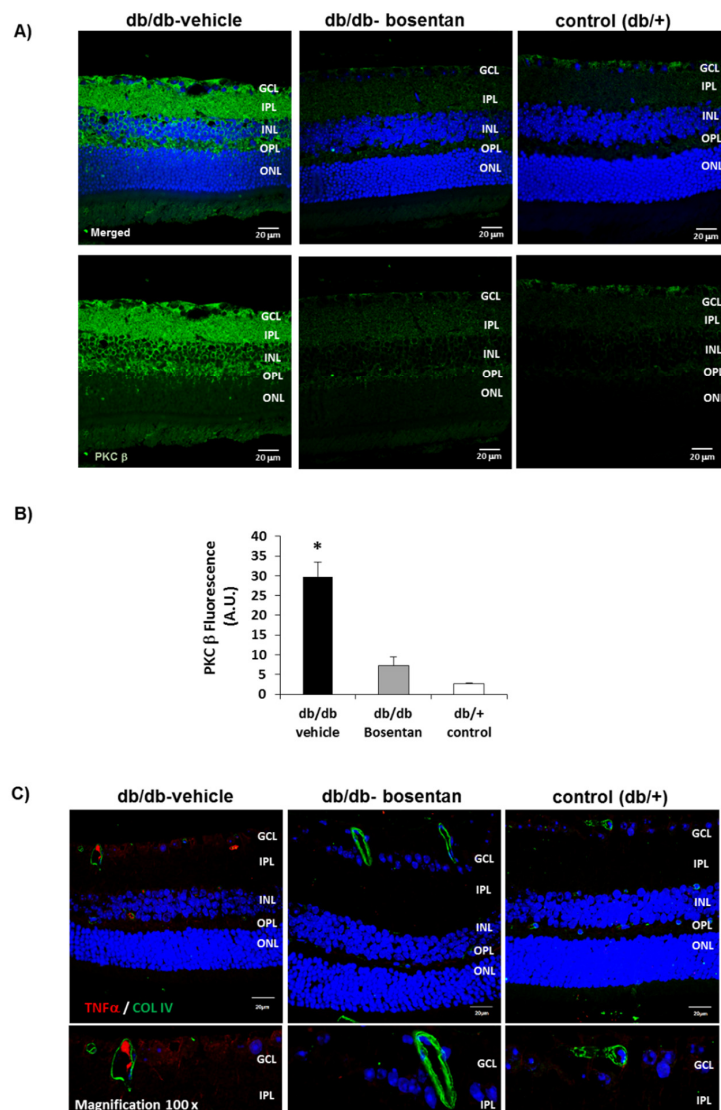 A)
db/db-vehicle
db/db- bosentan
control (db/+)
GCL
IPL
INL
OPL
ONL
Merged
20 µm
GCL
IPL
INL
OPL
ONL
20 µm
GCL
IPL
INL
OPL
ONL
20 µm
GCL
IPL
INL
OPL
ONL
PKC β
20 µm
GCL
IPL
INL
OPL
ONL
20 µm
GCL
IPL
INL
OPL
ONL
20 µm
B)
PKC β Fluorescence
(A.U.)
40
35
30
25
20
15
10
5
0
*
db/db
vehicle
db/db
Bosentan
db/+
control
C)
db/db-vehicle
db/db- bosentan
control (db/+)
GCL
IPL
INL
OPL
ONL
TNFα / COL IV
20µm
GCL
IPL
INL
OPL
ONL
20µm
GCL
IPL
INL
OPL
ONL
20µm
GCL
IPL
Magnification 100 x
GCL
IPL
GCL
IPL